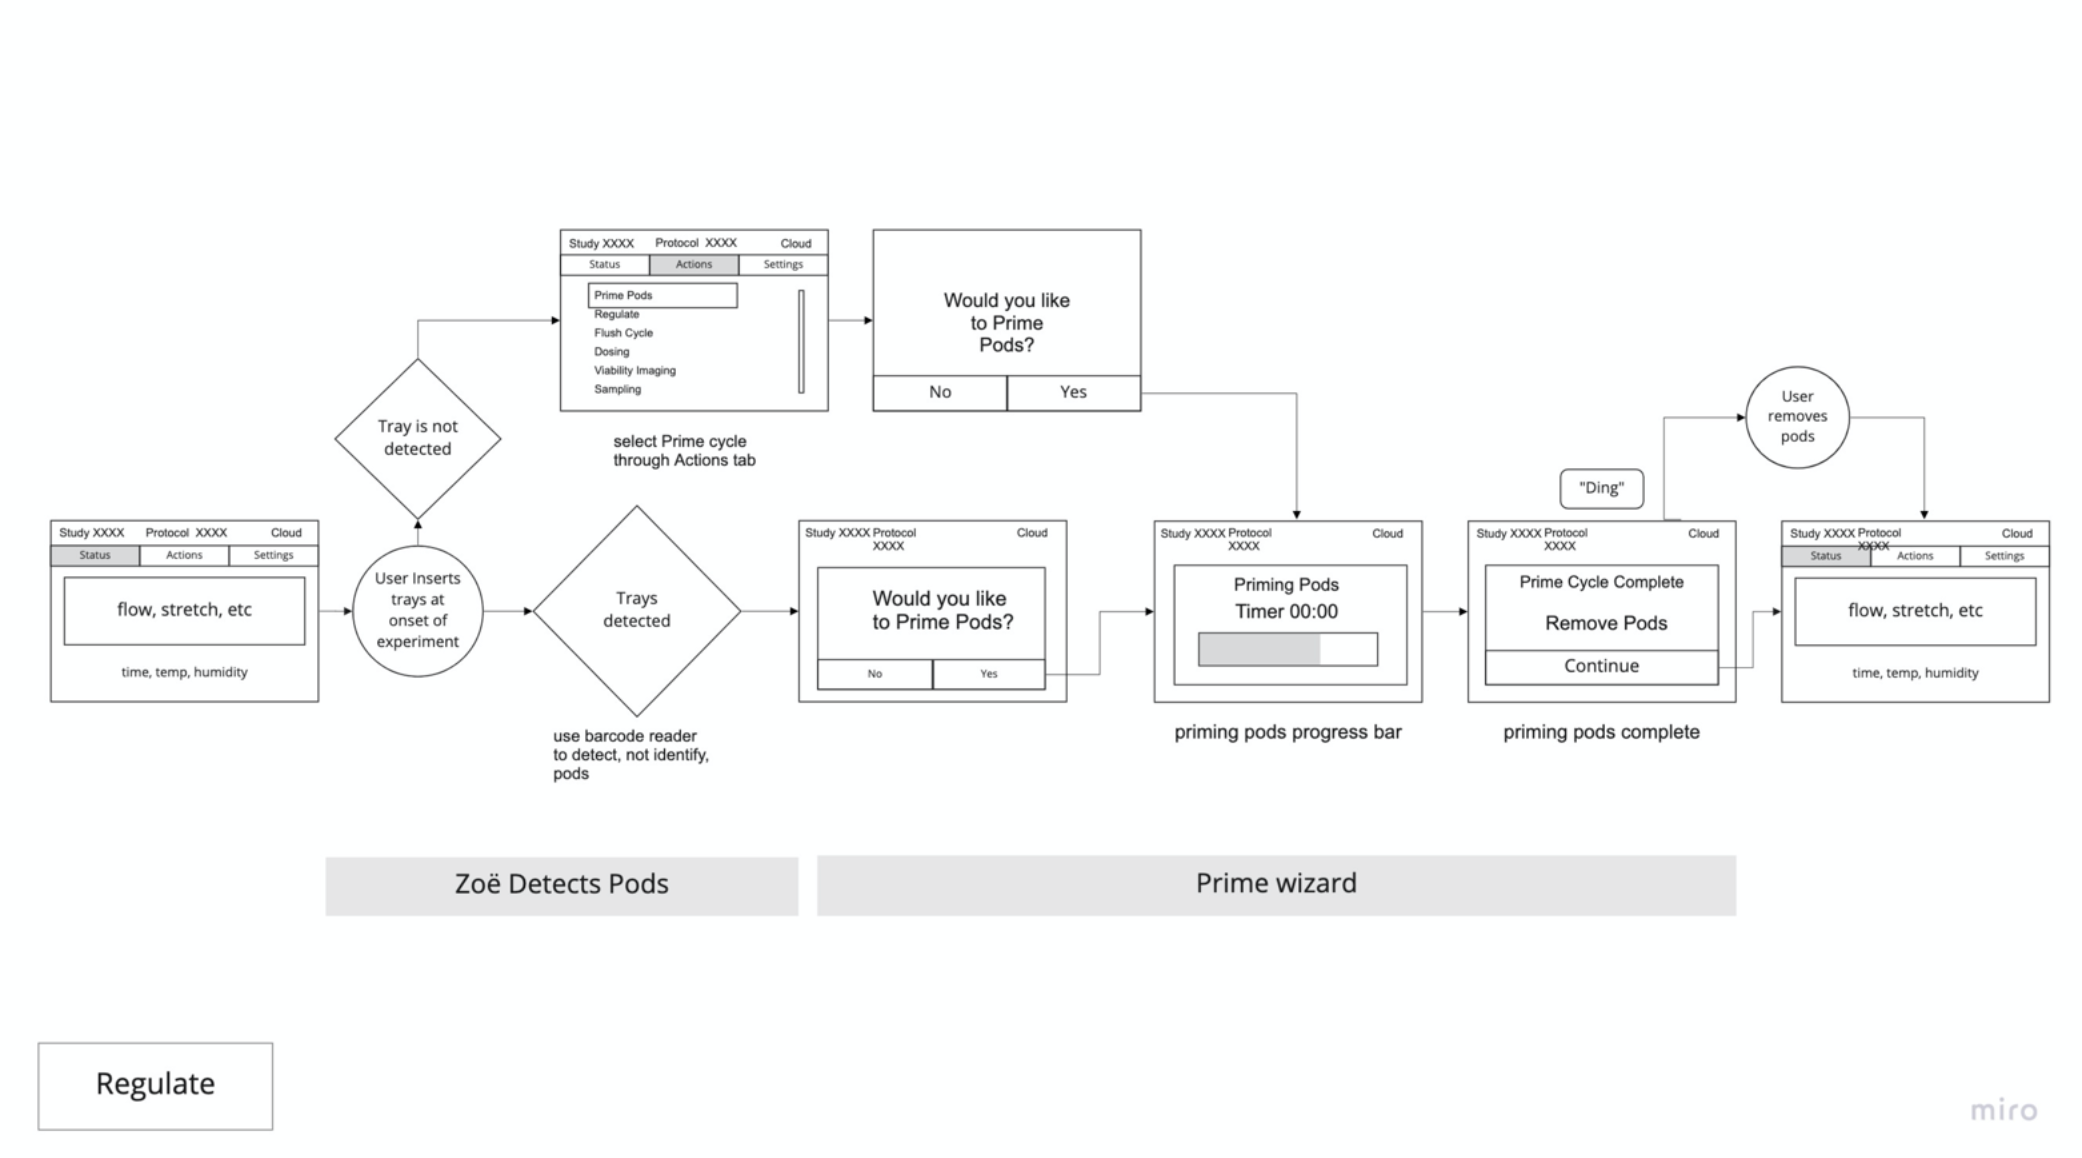 Study XXXX Protocol XXXX Cloud
Status Actions Settings
Prime Pods
Regulate
Flush Cycle
Dosing
Viability Imaging
Sampling
select Prime cycle
through Actions tab
Would you like
to Prime
Pods?
No Yes
Tray is not
detected
User
removes
pods
"Ding"
Study XXXX Protocol XXXX Cloud
Status Actions Settings
flow, stretch, etc
time, temp, humidity
User Inserts
trays at
onset of
experiment
Trays
detected
use barcode reader
to detect, not identify,
pods
Study XXXX Protocol
XXXX
Cloud
Would you like
to Prime Pods?
No Yes
Study XXXX Protocol
XXXX
Cloud
Priming Pods
Timer 00:00
priming pods progress bar
Study XXXX Protocol
XXXX
Cloud
Prime Cycle Complete
Remove Pods
Continue
priming pods complete
Study XXXX Protocol
XXXX
Cloud
Status Actions Settings
flow, stretch, etc
time, temp, humidity
Zoë Detects Pods
Prime wizard
Regulate
miro